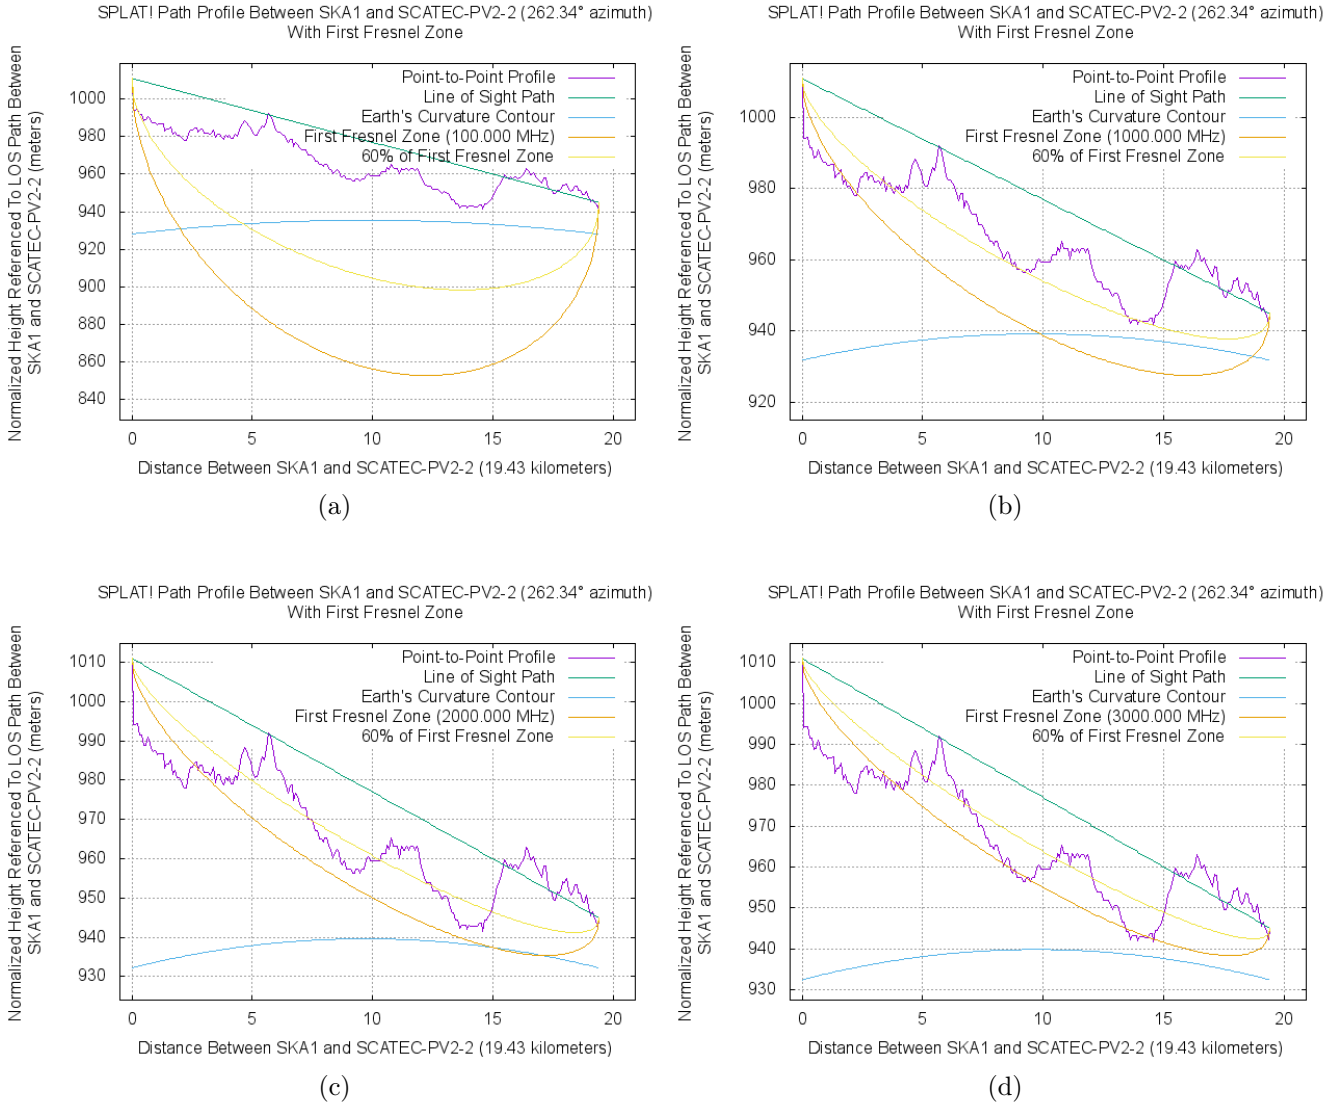 SPLAT! Path Profile Between SKA1 and SCATEC-PV2-2 (262.34° azimuth)
With First Fresnel Zone
Normalized Height Referenced To LOS Path Between
SKA1 and SCATEC-PV2-2 (meters)
Point-to-Point Profile
Line of Sight Path
Earth's Curvature Contour
First Fresnel Zone (100.000 MHz)
60% of First Fresnel Zone
1000
980
960
940
920
900
880
860
840
0 5 10 15 20
Distance Between SKA1 and SCATEC-PV2-2 (19.43 kilometers)
(a)
SPLAT! Path Profile Between SKA1 and SCATEC-PV2-2 (262.34° azimuth)
With First Fresnel Zone
Normalized Height Referenced To LOS Path Between
SKA1 and SCATEC-PV2-2 (meters)
Point-to-Point Profile
Line of Sight Path
Earth's Curvature Contour
First Fresnel Zone (1000.000 MHz)
60% of First Fresnel Zone
1000
980
960
940
920
0 5 10 15 20
Distance Between SKA1 and SCATEC-PV2-2 (19.43 kilometers)
(b)
SPLAT! Path Profile Between SKA1 and SCATEC-PV2-2 (262.34° azimuth)
With First Fresnel Zone
Normalized Height Referenced To LOS Path Between
SKA1 and SCATEC-PV2-2 (meters)
Point-to-Point Profile
Line of Sight Path
Earth's Curvature Contour
First Fresnel Zone (2000.000 MHz)
60% of First Fresnel Zone
1010
1000
990
980
970
960
950
940
930
0 5 10 15 20
Distance Between SKA1 and SCATEC-PV2-2 (19.43 kilometers)
(c)
SPLAT! Path Profile Between SKA1 and SCATEC-PV2-2 (262.34° azimuth)
With First Fresnel Zone
Normalized Height Referenced To LOS Path Between
SKA1 and SCATEC-PV2-2 (meters)
Point-to-Point Profile
Line of Sight Path
Earth's Curvature Contour
First Fresnel Zone (3000.000 MHz)
60% of First Fresnel Zone
1010
1000
990
980
970
960
950
940
930
0 5 10 15 20
Distance Between SKA1 and SCATEC-PV2-2 (19.43 kilometers)
(d)